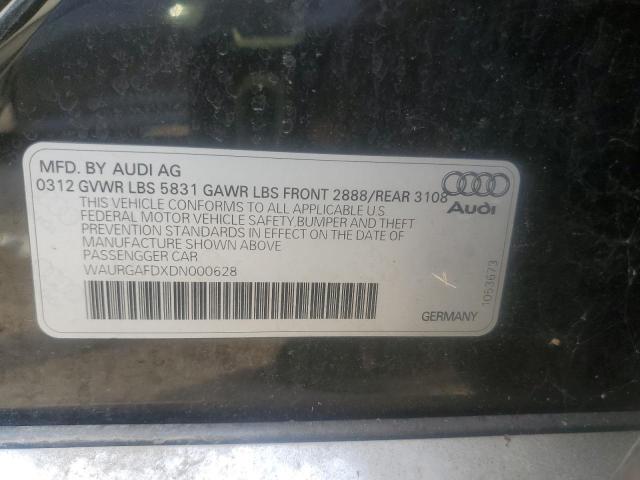 MFD. BY AUDI AG
0312 GVWR LBS 5831 GAWR LBS FRONT 2888/REAR 3108
THIS VEHICLE CONFORMS TO ALL APPLICABLE U.S
FEDERAL MOTOR VEHICLE SAFETY,BUMPER AND THEFT
PREVENTION STANDARDS IN EFFECT ON THE DATE OF
MANUFACTURE SHOWN ABOVE
PASSENGGER CAR
WAURGAFDXDN000628
Audi
1053673
GERMANY